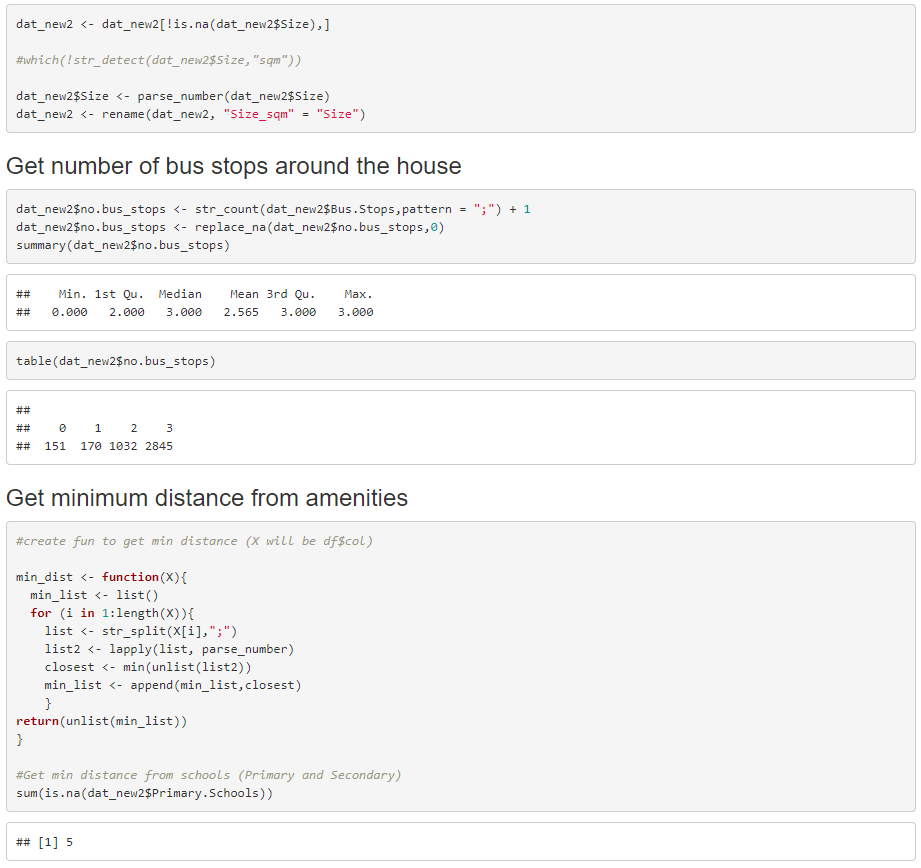 dat_new2 <- dat_new2[!is.na(dat_new2$Size),]
#which(!str_detect(dat_new2$Size,"sqm"))
dat_new2$Size <- parse_number(dat_new2$Size)
dat_new2 <- rename(dat_new2, "Size_sqm" = "Size")
Get number of bus stops around the house
dat_new2$no.bus_stops <- str_count(dat_new2$Bus.Stops,pattern = ";") + 1
dat_new2$no.bus_stops <- replace_na(dat_new2$no.bus_stops,0)
summary(dat_new2$no.bus_stops)
##    Min. 1st Qu.  Median    Mean 3rd Qu.    Max.
##   0.000   2.000   3.000   2.565   3.000   3.000
table(dat_new2$no.bus_stops)
##
##    0    1    2    3
##  151  170 1032 2845
Get minimum distance from amenities
#create fun to get min distance (X will be df$col)
min_dist <- function(X){
  min_list <- list()
  for (i in 1:length(X)){
    list <- str_split(X[i],";")
    list2 <- lapply(list, parse_number)
    closest <- min(unlist(list2))
    min_list <- append(min_list,closest)
    }
return(unlist(min_list))
}
#Get min distance from schools (Primary and Secondary)
sum(is.na(dat_new2$Primary.Schools))
## [1] 5